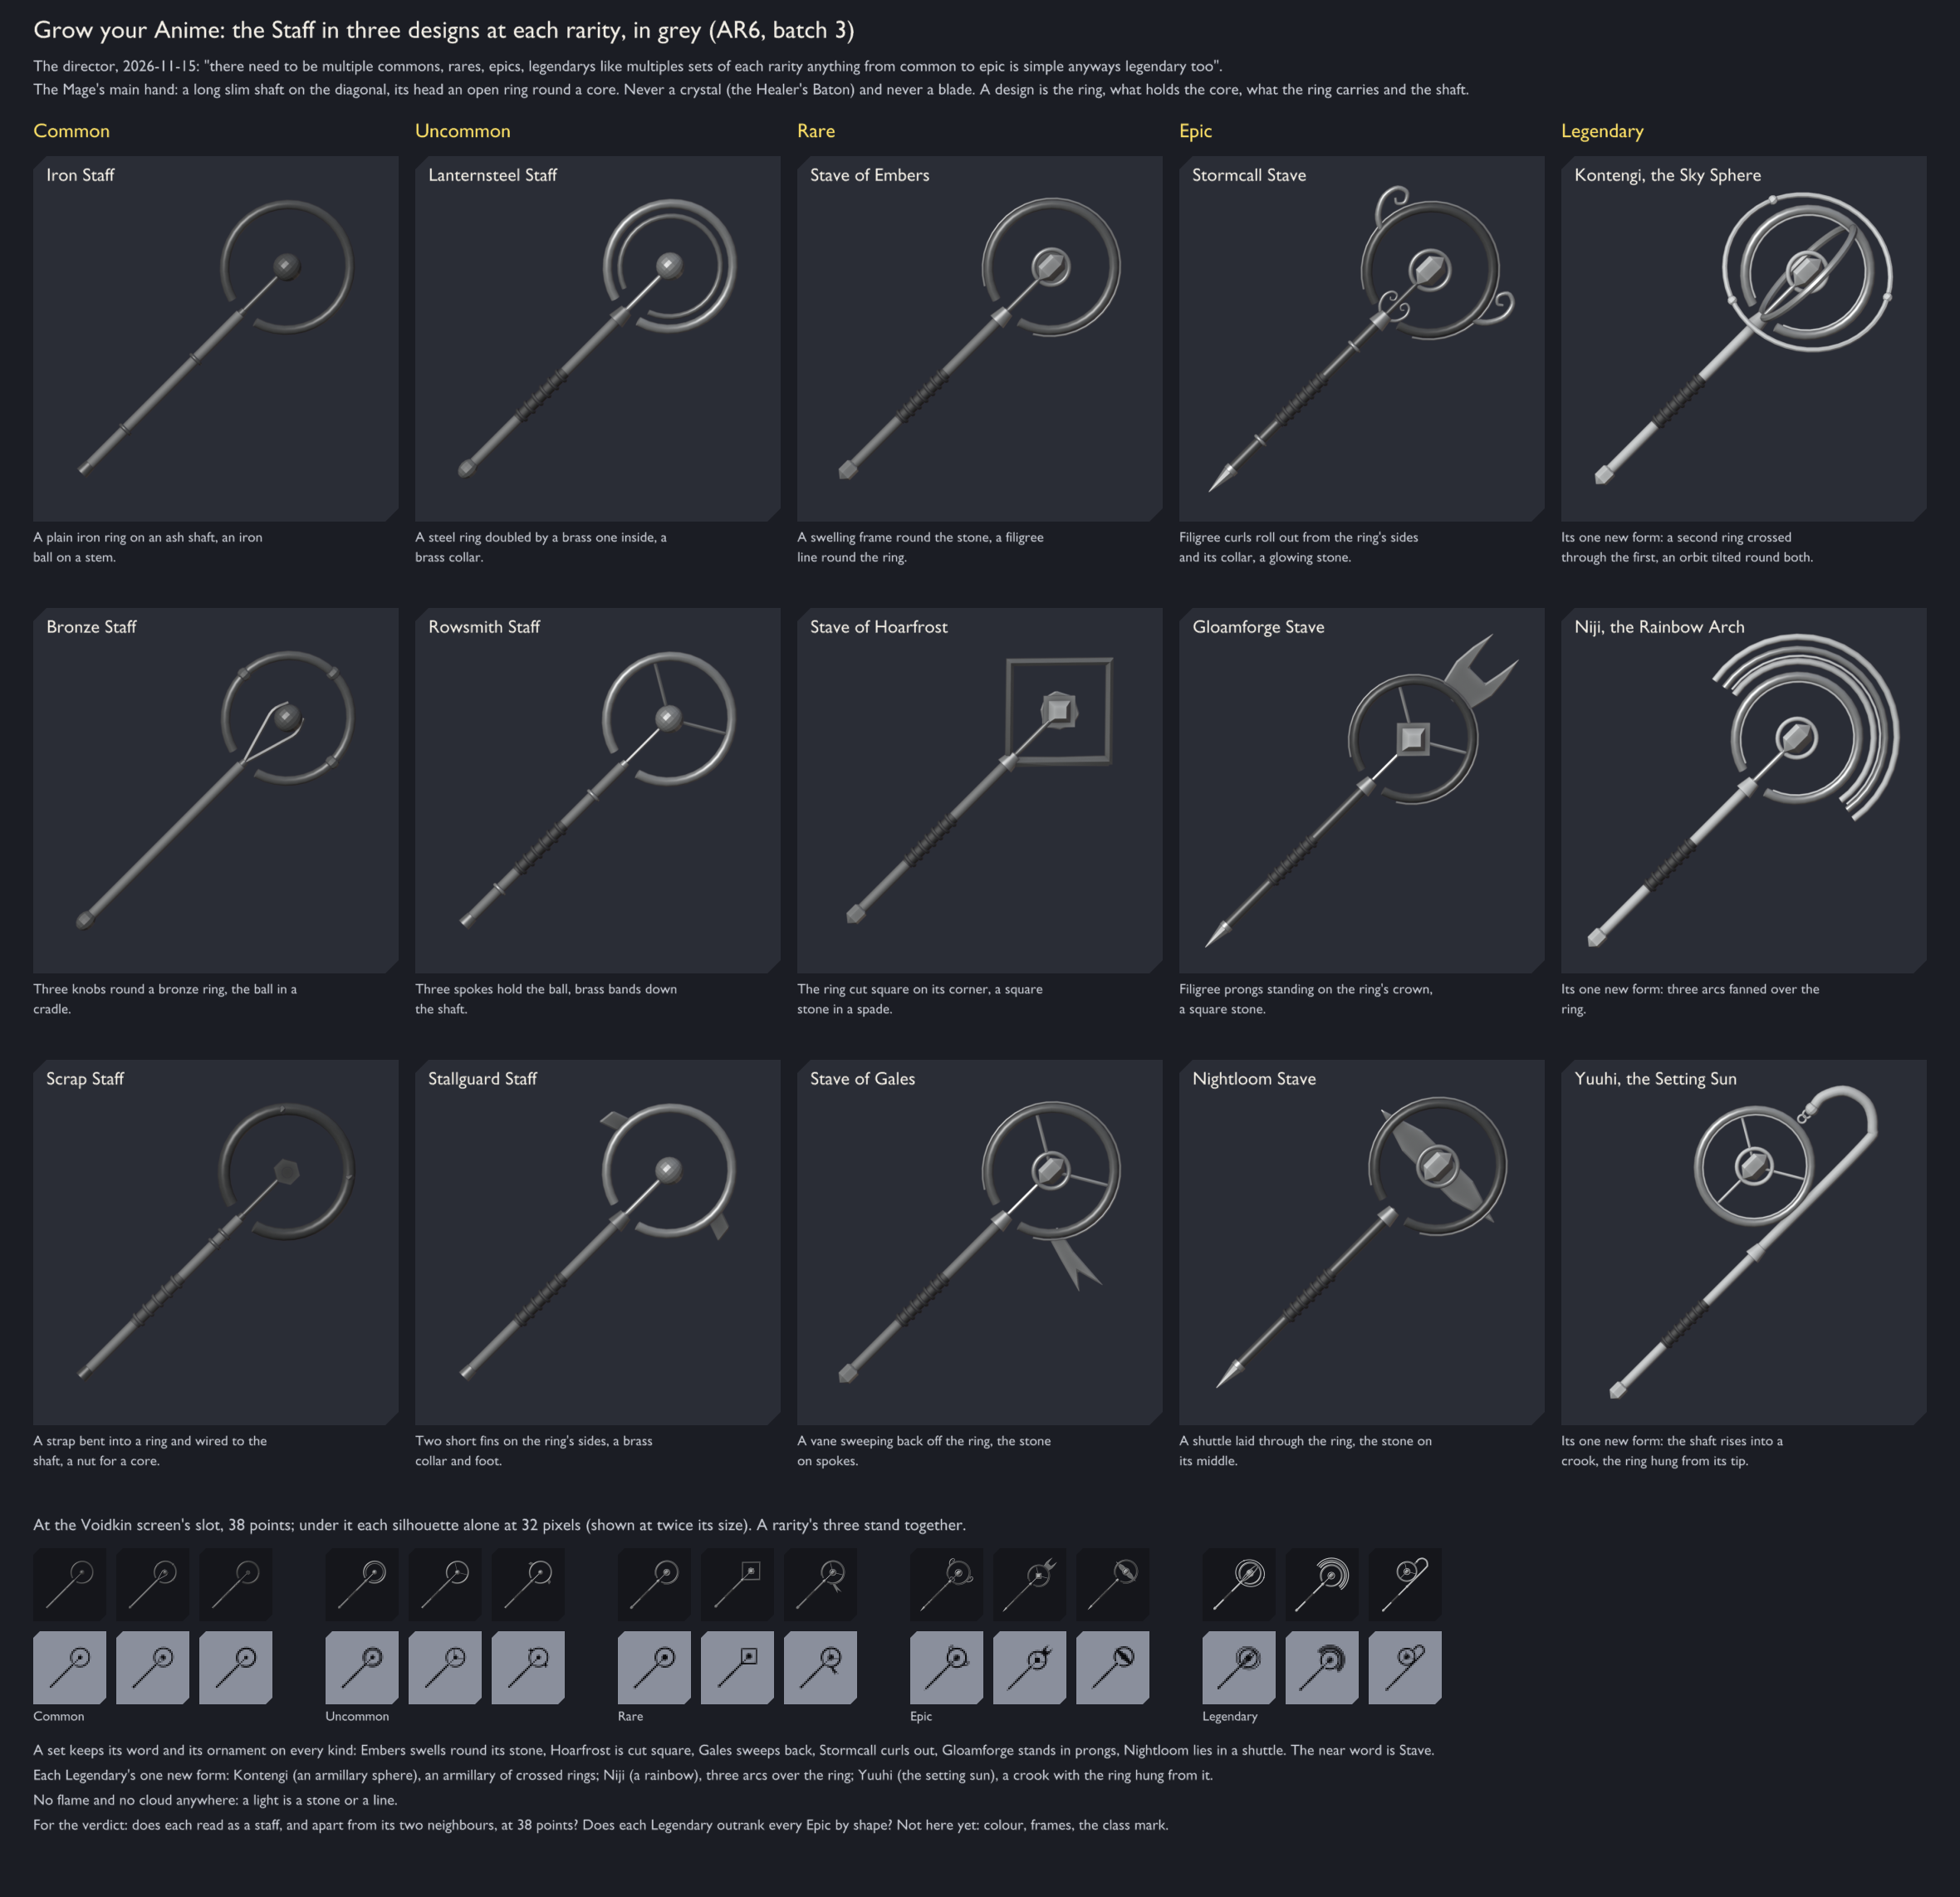 Grow your Anime: the Staff in three designs at each rarity, in grey (AR6, batch 3)
The director, 2026-11-15: "there need to be multiple commons, rares, epics, legendarys like multiples sets of each rarity anything from common to epic is simple anyways legendary too".
The Mage's main hand: a long slim shaft on the diagonal, its head an open ring round a core. Never a crystal (the Healer's Baton) and never a blade. A design is the ring, what holds the core, what the ring carries and the shaft.
Common
Uncommon
Rare
Epic
Legendary
Iron Staff
Lanternsteel Staff
Stave of Embers
Stormcall Stave
Kontengi, the Sky Sphere
A plain iron ring on an ash shaft, an iron
ball on a stem.
A steel ring doubled by a brass one inside, a
brass collar.
A swelling frame round the stone, a filigree
line round the ring.
Filigree curls roll out from the ring's sides
and its collar, a glowing stone.
Its one new form: a second ring crossed
through the first, an orbit tilted round both.
Bronze Staff
Rowsmith Staff
Stave of Hoarfrost
Gloamforge Stave
Niji, the Rainbow Arch
Three knobs round a bronze ring, the ball in a
cradle.
Three spokes hold the ball, brass bands down
the shaft.
The ring cut square on its corner, a square
stone in a spade.
Filigree prongs standing on the ring's crown,
a square stone.
Its one new form: three arcs fanned over the
ring.
Scrap Staff
Stallguard Staff
Stave of Gales
Nightloom Stave
Yuuhi, the Setting Sun
A strap bent into a ring and wired to the
shaft, a nut for a core.
Two short fins on the ring's sides, a brass
collar and foot.
A vane sweeping back off the ring, the stone
on spokes.
A shuttle laid through the ring, the stone on
its middle.
Its one new form: the shaft rises into a
crook, the ring hung from its tip.
At the Voidkin screen's slot, 38 points; under it each silhouette alone at 32 pixels (shown at twice its size). A rarity's three stand together.
Common
Uncommon
Rare
Epic
Legendary
A set keeps its word and its ornament on every kind: Embers swells round its stone, Hoarfrost is cut square, Gales sweeps back, Stormcall curls out, Gloamforge stands in prongs, Nightloom lies in a shuttle. The near word is Stave.
Each Legendary's one new form: Kontengi (an armillary sphere), an armillary of crossed rings; Niji (a rainbow), three arcs over the ring; Yuuhi (the setting sun), a crook with the ring hung from it.
No flame and no cloud anywhere: a light is a stone or a line.
For the verdict: does each read as a staff, and apart from its two neighbours, at 38 points? Does each Legendary outrank every Epic by shape? Not here yet: colour, frames, the class mark.